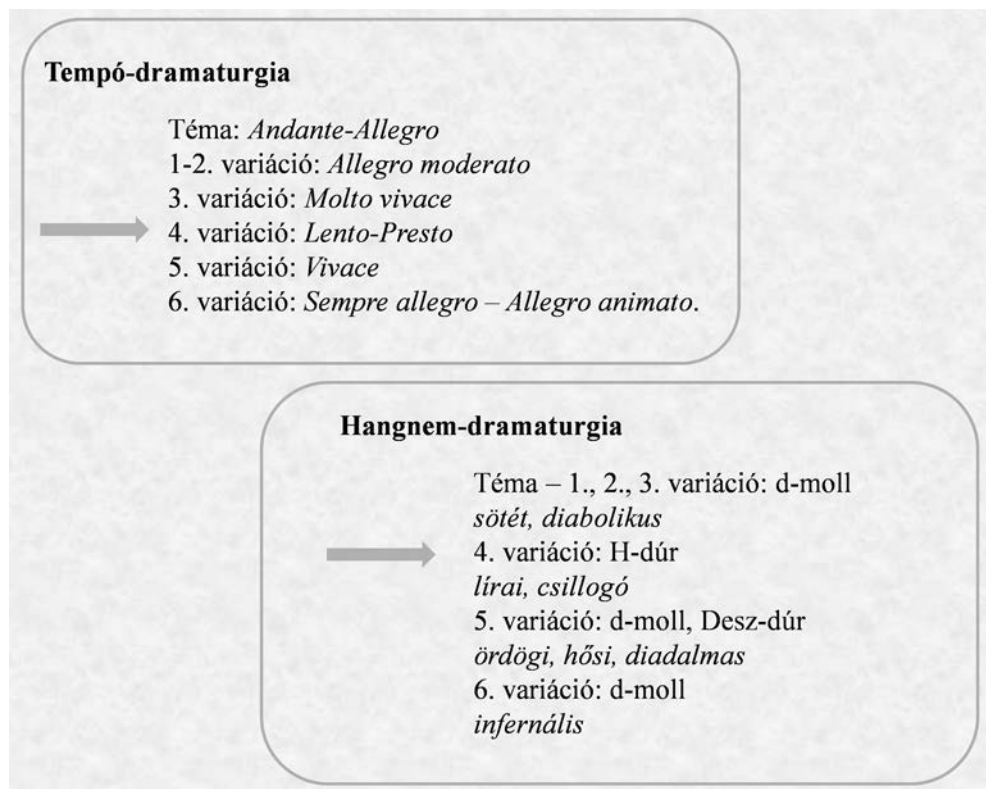 Tempó-dramaturgia
Téma: Andante-Allegro
1-2. variáció: Allegro moderato
3. variáció: Molto vivace
4. variáció: Lento-Presto
5. variáció: Vivace
6. variáció: Sempre allegro – Allegro animato.
Hangnem-dramaturgia
Téma – 1., 2., 3. variáció: d-moll
sötét, diabolikus
4. variáció: H-dúr
lírai, csillogó
5. variáció: d-moll, Desz-dúr
ördögi, hősi, diadalmas
6. variáció: d-moll
infernális